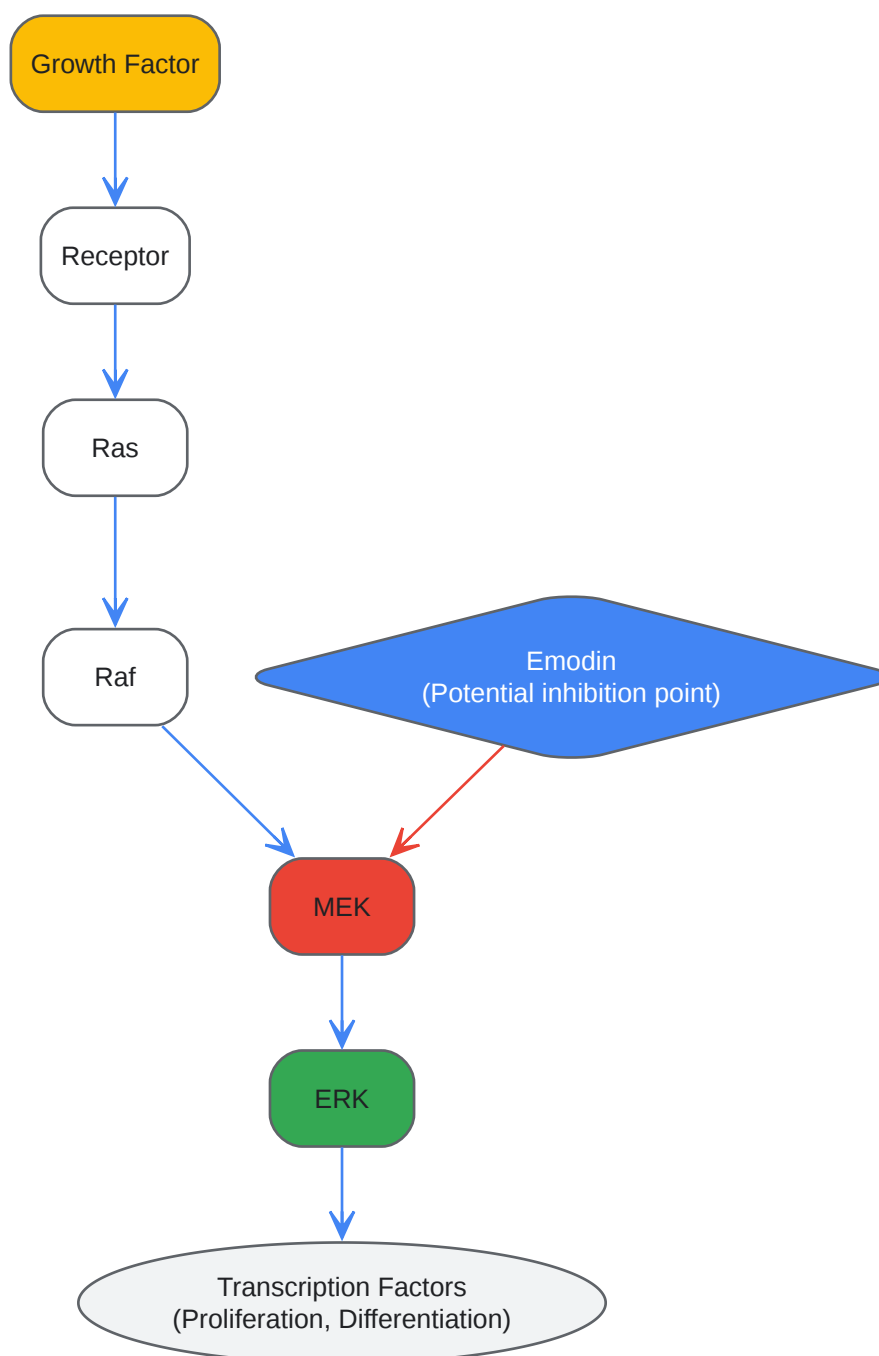 Growth Factor
Receptor
Ras
Raf
Emodin
(Potential inhibition point)
MEK
ERK
Transcription Factors
(Proliferation, Differentiation)